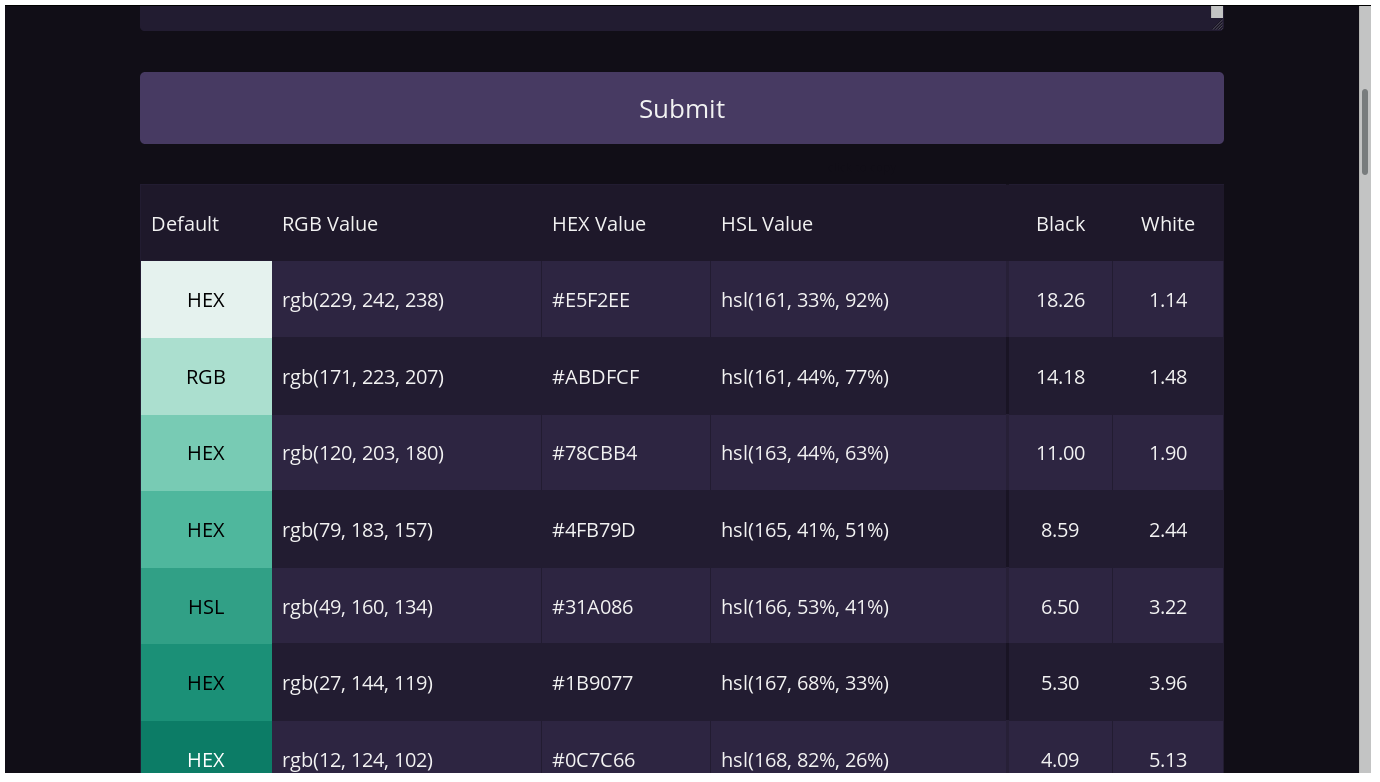 Submit
Default RGB Value HEX Value HSL Value Black White
HEX rgb(229, 242, 238) #E5F2EE hsl(161, 33%, 92%) 18.26 1.14
RGB rgb(171, 223, 207) #ABDFCF hsl(161, 44%, 77%) 14.18 1.48
HEX rgb(120, 203, 180) #78CBB4 hsl(163, 44%, 63%) 11.00 1.90
HEX rgb(79, 183, 157) #4FB79D hsl(165, 41%, 51%) 8.59 2.44
HSL rgb(49, 160, 134) #31A086 hsl(166, 53%, 41%) 6.50 3.22
HEX rgb(27, 144, 119) #1B9077 hsl(167, 68%, 33%) 5.30 3.96
HEX rgb(12, 124, 102) #0C7C66 hsl(168, 82%, 26%) 4.09 5.13